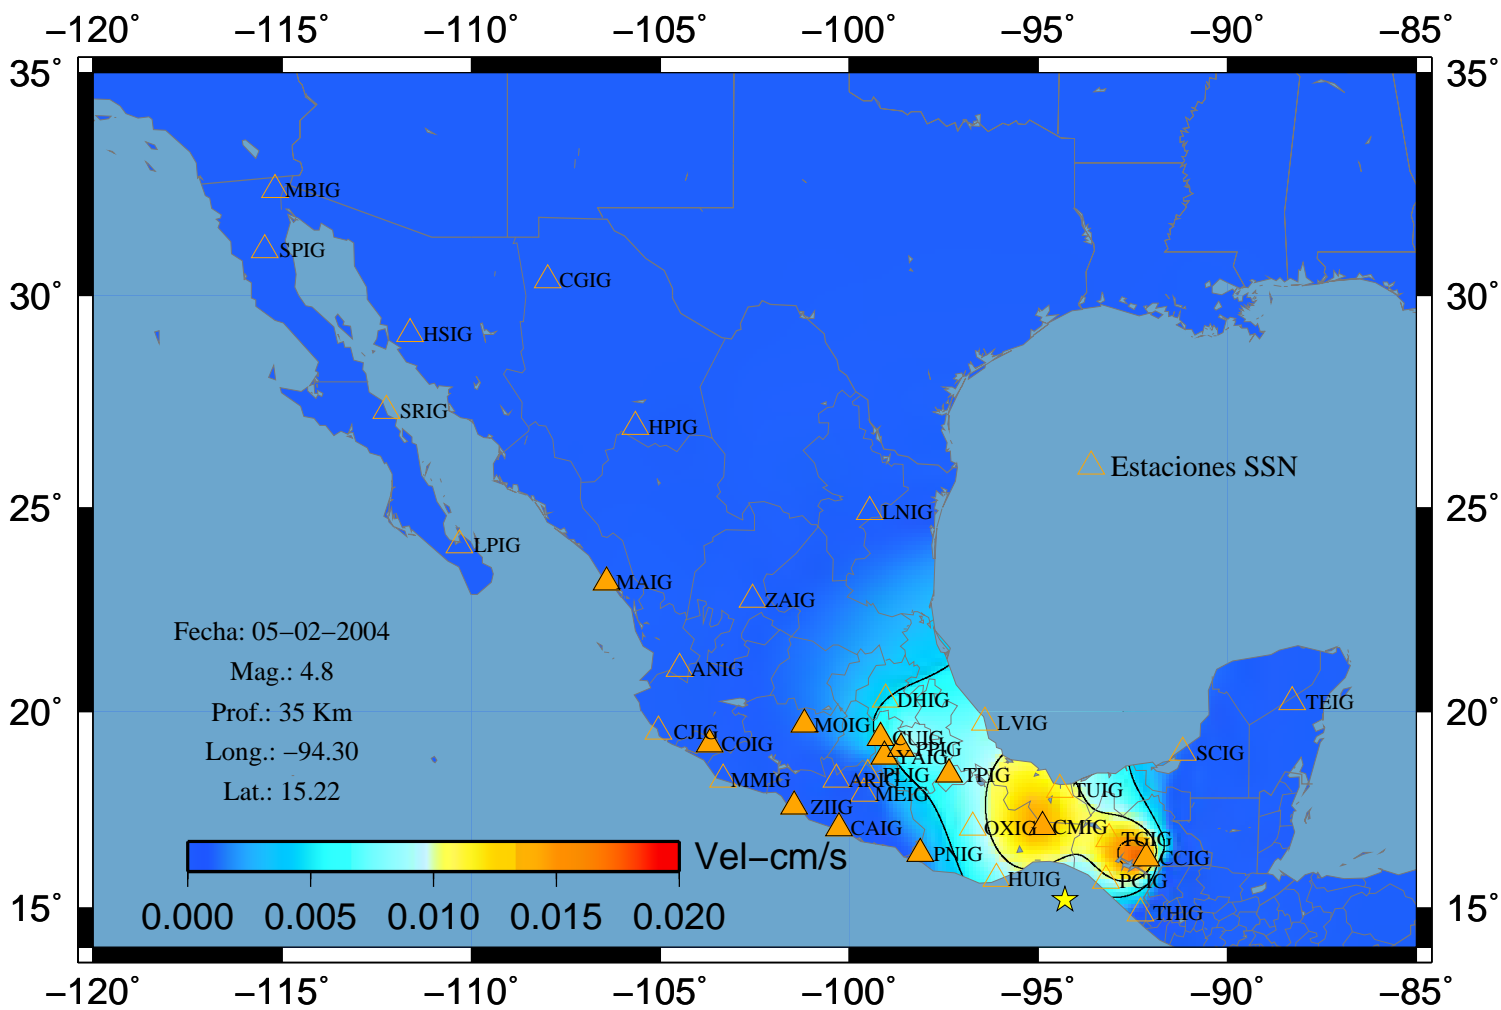 −120° −115° −110° −105° −100° −95° −90° −85°
35° 35°
MBIG
SPIG
CGIG
30° 30°
HSIG
SRIG
HPIG
Estaciones SSN
25° 25°
LNIG
LPIG
MAIG
ZAIG
Fecha: 05−02−2004
Mag.: 4.8
Prof.: 35 Km
Long.: −94.30
Lat.: 15.22
ANIG
DHIG
TEIG
20° 20°
MOIG
LVIG
CJIG
COIG
CUIG
PPIG
YAIG
SCIG
MMIG
ARIG
PLIG
TPIG
MEIG
TUIG
ZIIG
CAIG
OXIG
CMIG
TGIG
PNIG
CCIG
HUIG
PCIG
THIG
Vel−cm/s
0.000 0.005 0.010 0.015 0.020
15° 15°
−120° −115° −110° −105° −100° −95° −90° −85°